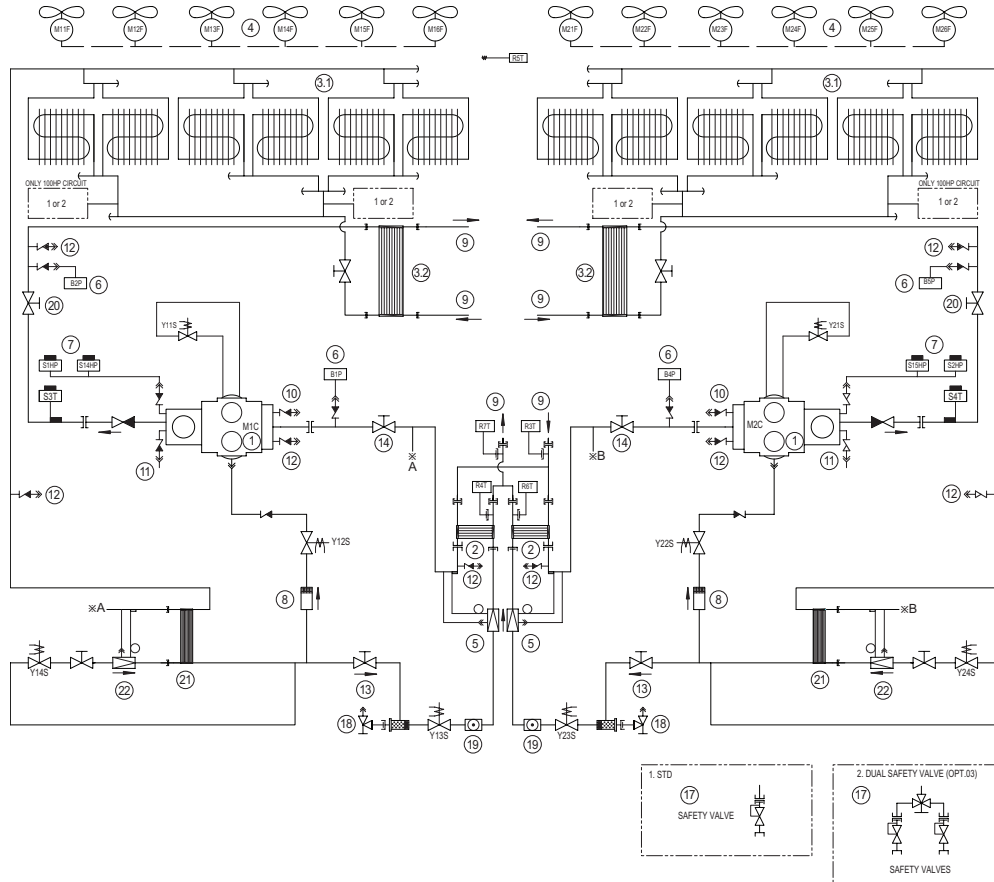 M11F M12F M13F 4 M14F M15F M16F M21F M22F M23F M24F 4 M25F M26F
R5T
3.1 3.1
ONLY 100HP CIRCUIT ONLY 100HP CIRCUIT
1 or 2 1 or 2 1 or 2 1 or 2
12 9 9 12
B2P 6 3.2 3.2 6 B5P
20 9 9 20
Y11S Y21S
7 6 6 7
S1HP S14HP B1P B4P S15HP S2HP
S3T 10 9 9 10 S4T
M1C R7T R3T M2C
1 12 14 14 12 1
11 ※A ※B 11
R4T R6T
12 12
Y12S 2 2 Y22S
12 12
8 8
※A ※B
5 5
Y14S 22 21 13 13 21 22 Y24S
18 Y13S 19 19 Y23S 18
1. STD
17
SAFETY VALVE
2. DUAL SAFETY VALVE (OPT.03)
17
SAFETY VALVES